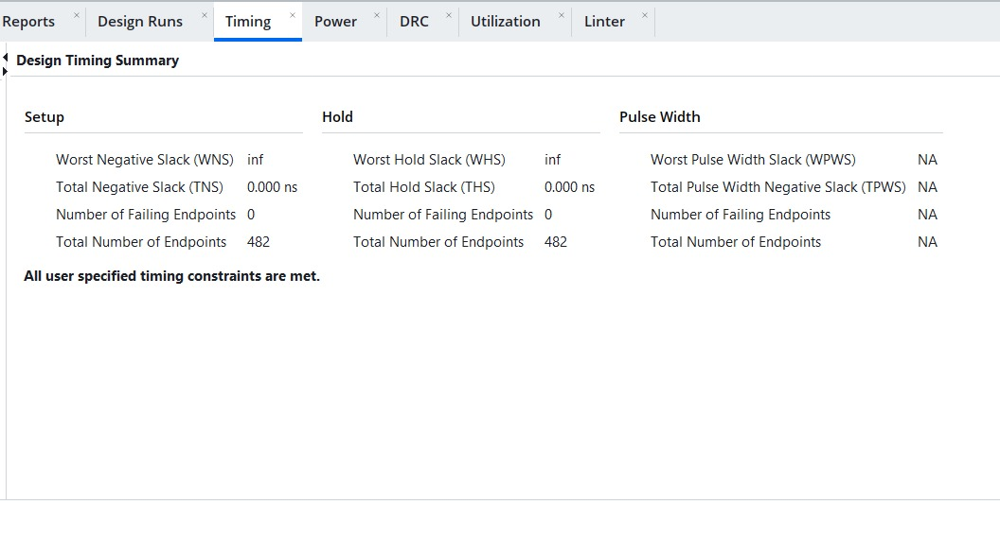 Reports Design Runs Timing Power DRC Utilization Linter
Design Timing Summary
Setup Hold Pulse Width
Worst Negative Slack (WNS) inf Worst Hold Slack (WHS) inf Worst Pulse Width Slack (WPWS) NA
Total Negative Slack (TNS) 0.000 ns Total Hold Slack (THS) 0.000 ns Total Pulse Width Negative Slack (TPWS) NA
Number of Failing Endpoints 0 Number of Failing Endpoints 0 Number of Failing Endpoints NA
Total Number of Endpoints 482 Total Number of Endpoints 482 Total Number of Endpoints NA
All user specified timing constraints are met.